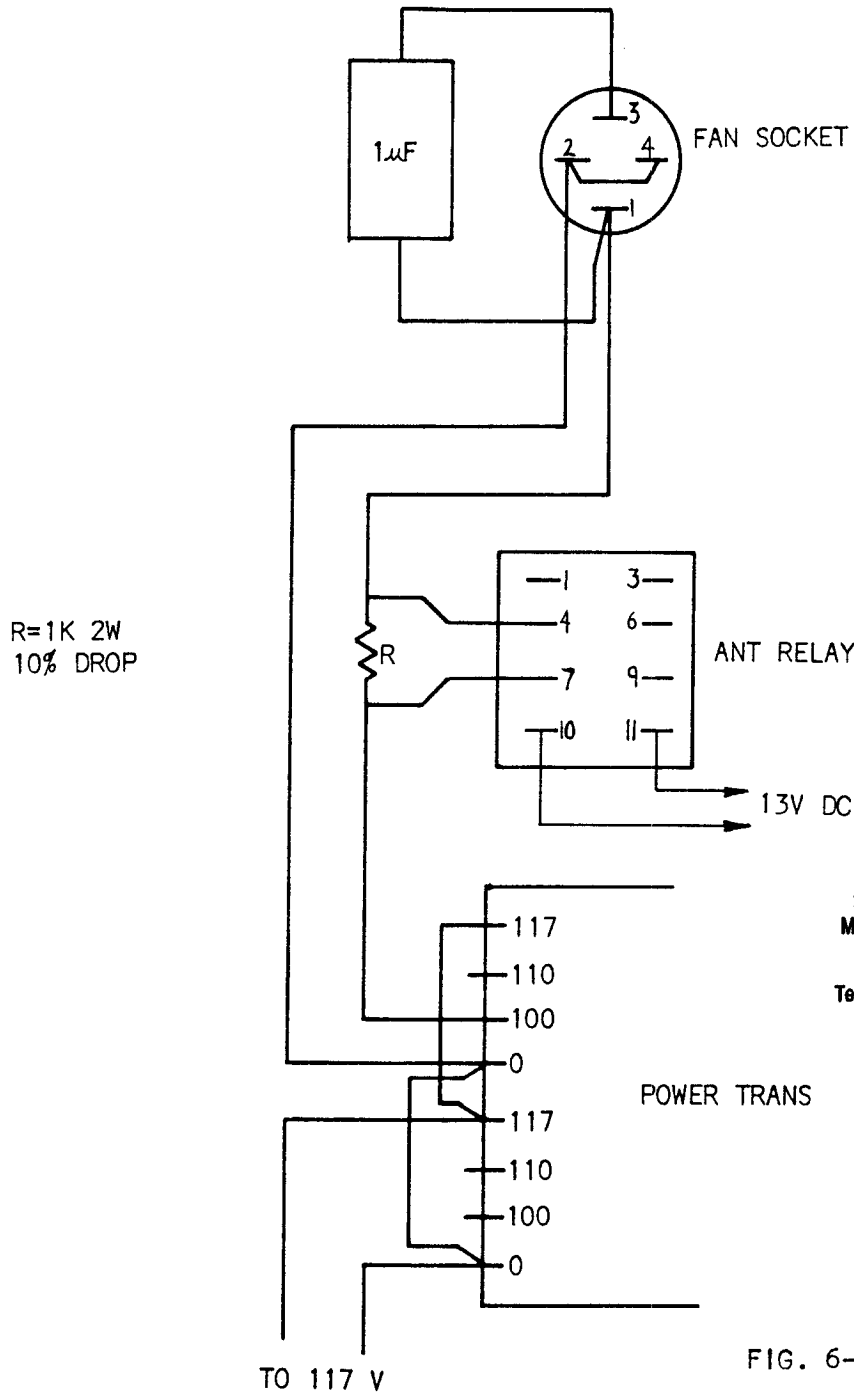 3
FAN SOCKET
1µF
2 4
1
R=1K 2W
10% DROP
R
1 3
4 6
7 9
10 11
ANT RELAY
13V DC
117
110
100
0
117
110
100
0
POWER TRANS
M
Te
TO 117 V
FIG. 6-